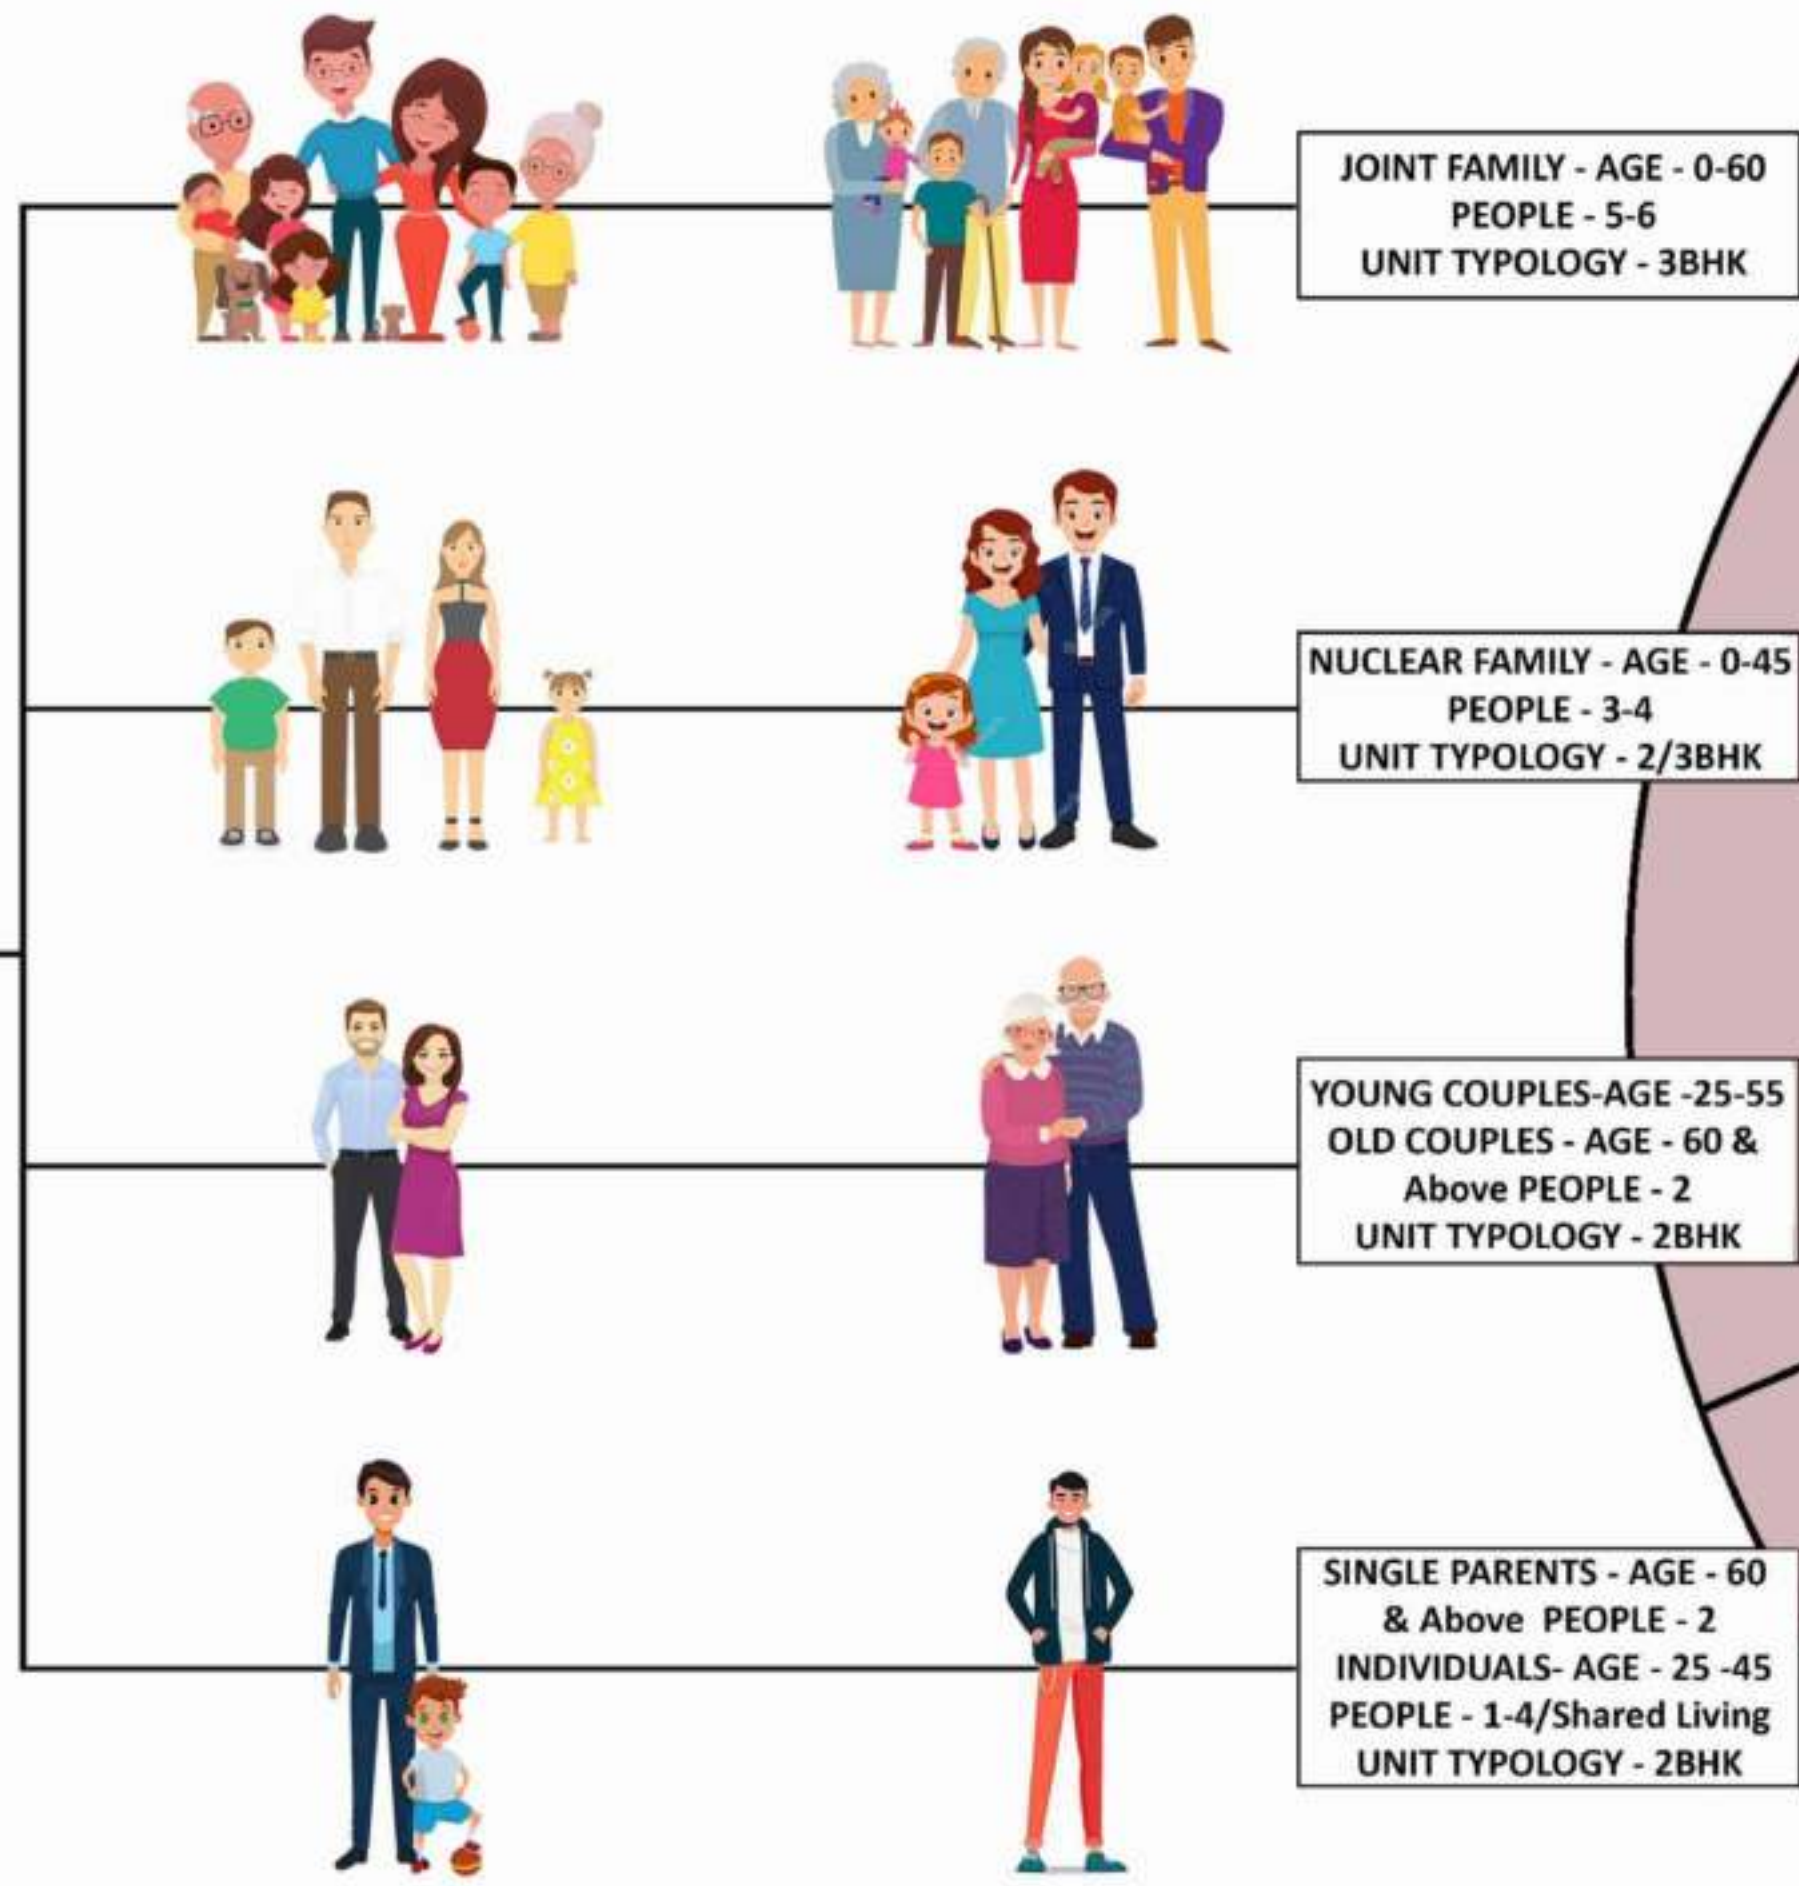 JOINT FAMILY - AGE - 0-60
PEOPLE - 5-6
UNIT TYPOLOGY - 3BHK
NUCLEAR FAMILY - AGE - 0-45
PEOPLE - 3-4
UNIT TYPOLOGY - 2/3BHK
YOUNG COUPLES-AGE -25-55
OLD COUPLES - AGE - 60 &
Above PEOPLE - 2
UNIT TYPOLOGY - 2BHK
SINGLE PARENTS - AGE - 60
& Above PEOPLE - 2
INDIVIDUALS- AGE - 25 -45
PEOPLE - 1-4/Shared Living
UNIT TYPOLOGY - 2BHK